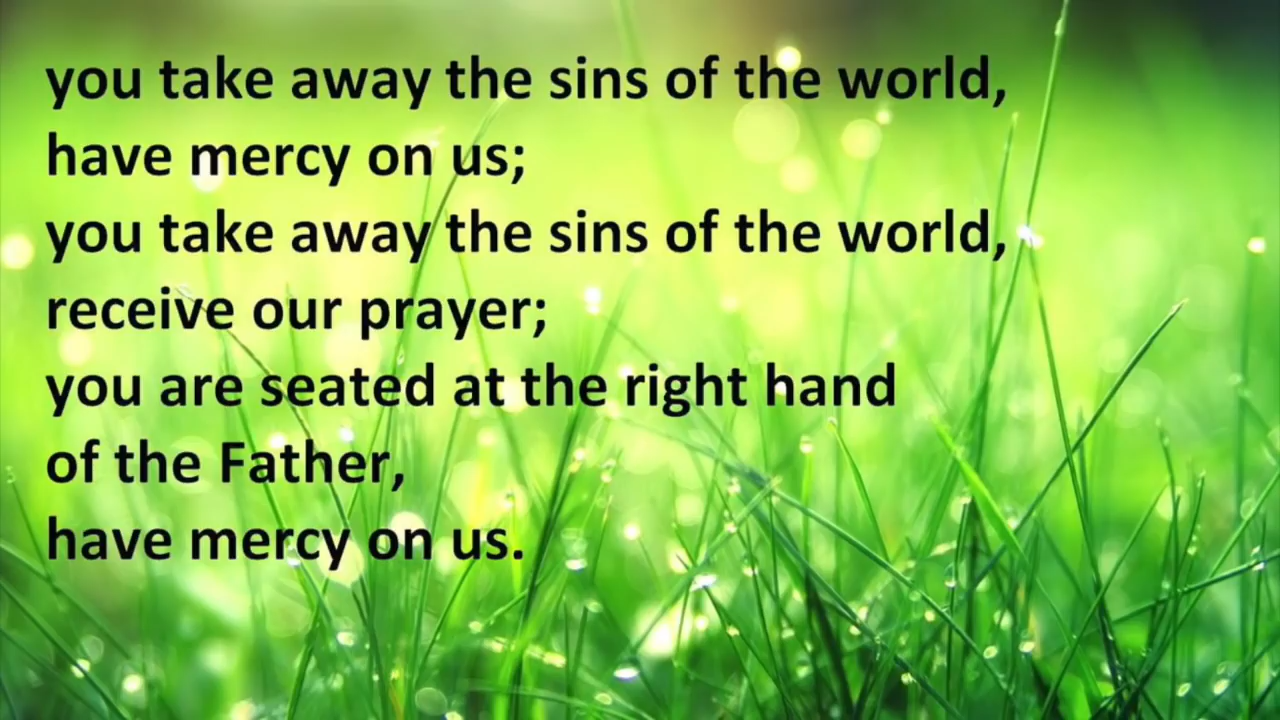 you take away the sins of the world,
have mercy on us;
you take away the sins of the world,
receive our prayer;
you are seated at the right hand
of the Father,
have mercy on us.